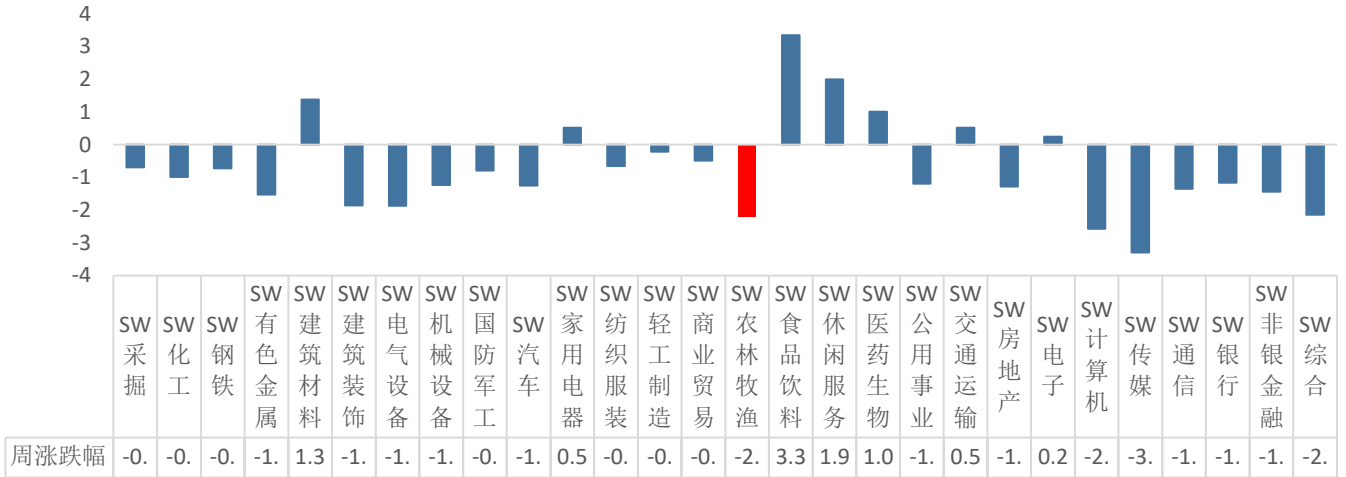 4
3
2
1
0
-1
-2
-3
-4
SW采掘
SW化工
SW钢铁
SW有色金属
SW建筑材料
SW建筑装饰
SW电气设备
SW机械设备
SW国防军工
SW汽车
SW家用电器
SW纺织服装
SW轻工制造
SW商业贸易
SW农林牧渔
SW食品饮料
SW休闲服务
SW医药生物
SW公用事业
SW交通运输
SW房地产
SW电子
SW计算机
SW传媒
SW通信
SW银行
SW非银金融
SW综合
周涨跌幅 -0. -0. -0. -1. 1.3 -1. -1. -1. -0. -1. 0.5 -0. -0. -0. -2. 3.3 1.9 1.0 -1. 0.5 -1. 0.2 -2. -3. -1. -1. -1. -2.